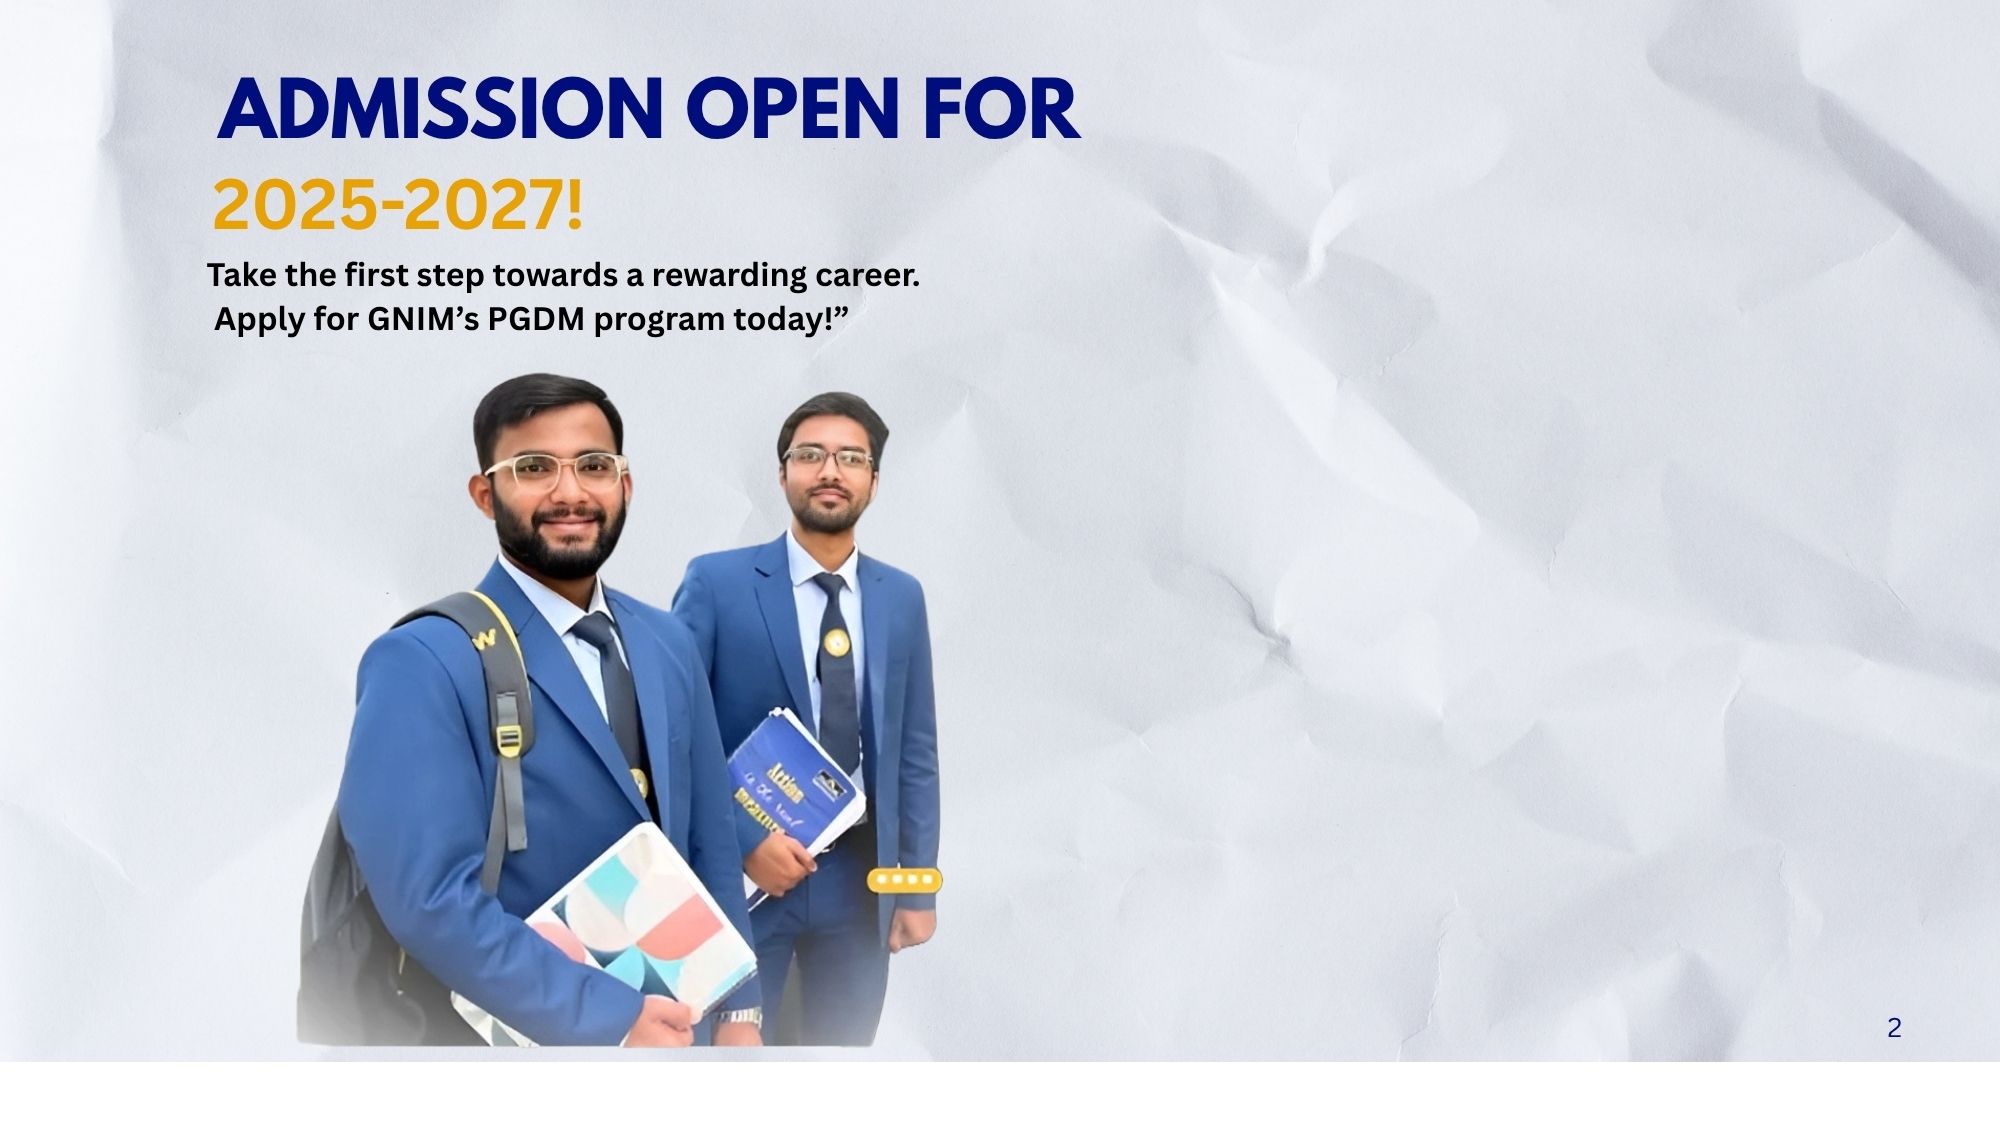 ADMISSION OPEN FOR
2025-2027!
Take the first step towards a rewarding career.
Apply for GNIM’s PGDM program today!”
W
Action
2